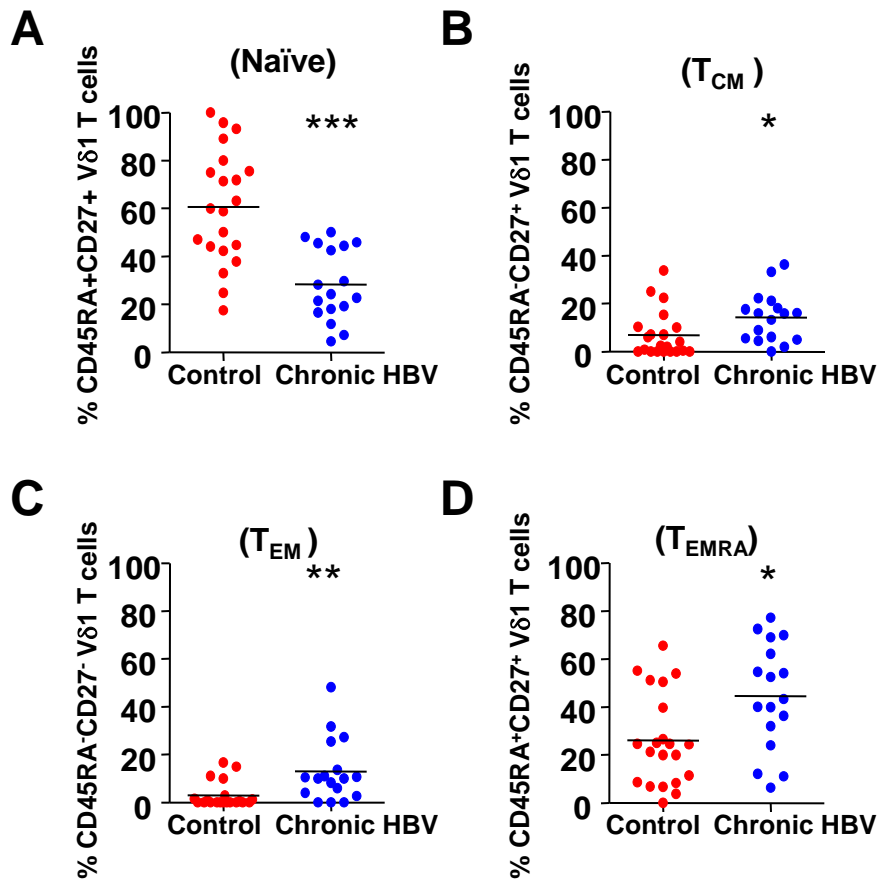 A
(Naïve)
% CD45RA+CD27+ Vδ1 T cells
100
80
60
40
20
0
***
Control
Chronic HBV
B
(TCM)
% CD45RA-CD27+ Vδ1 T cells
100
80
60
40
20
0
*
Control
Chronic HBV
C
(TEM)
% CD45RA-CD27- Vδ1 T cells
100
80
60
40
20
0
**
Control
Chronic HBV
D
(TEMRA)
% CD45RA+CD27+ Vδ1 T cells
100
80
60
40
20
0
*
Control
Chronic HBV